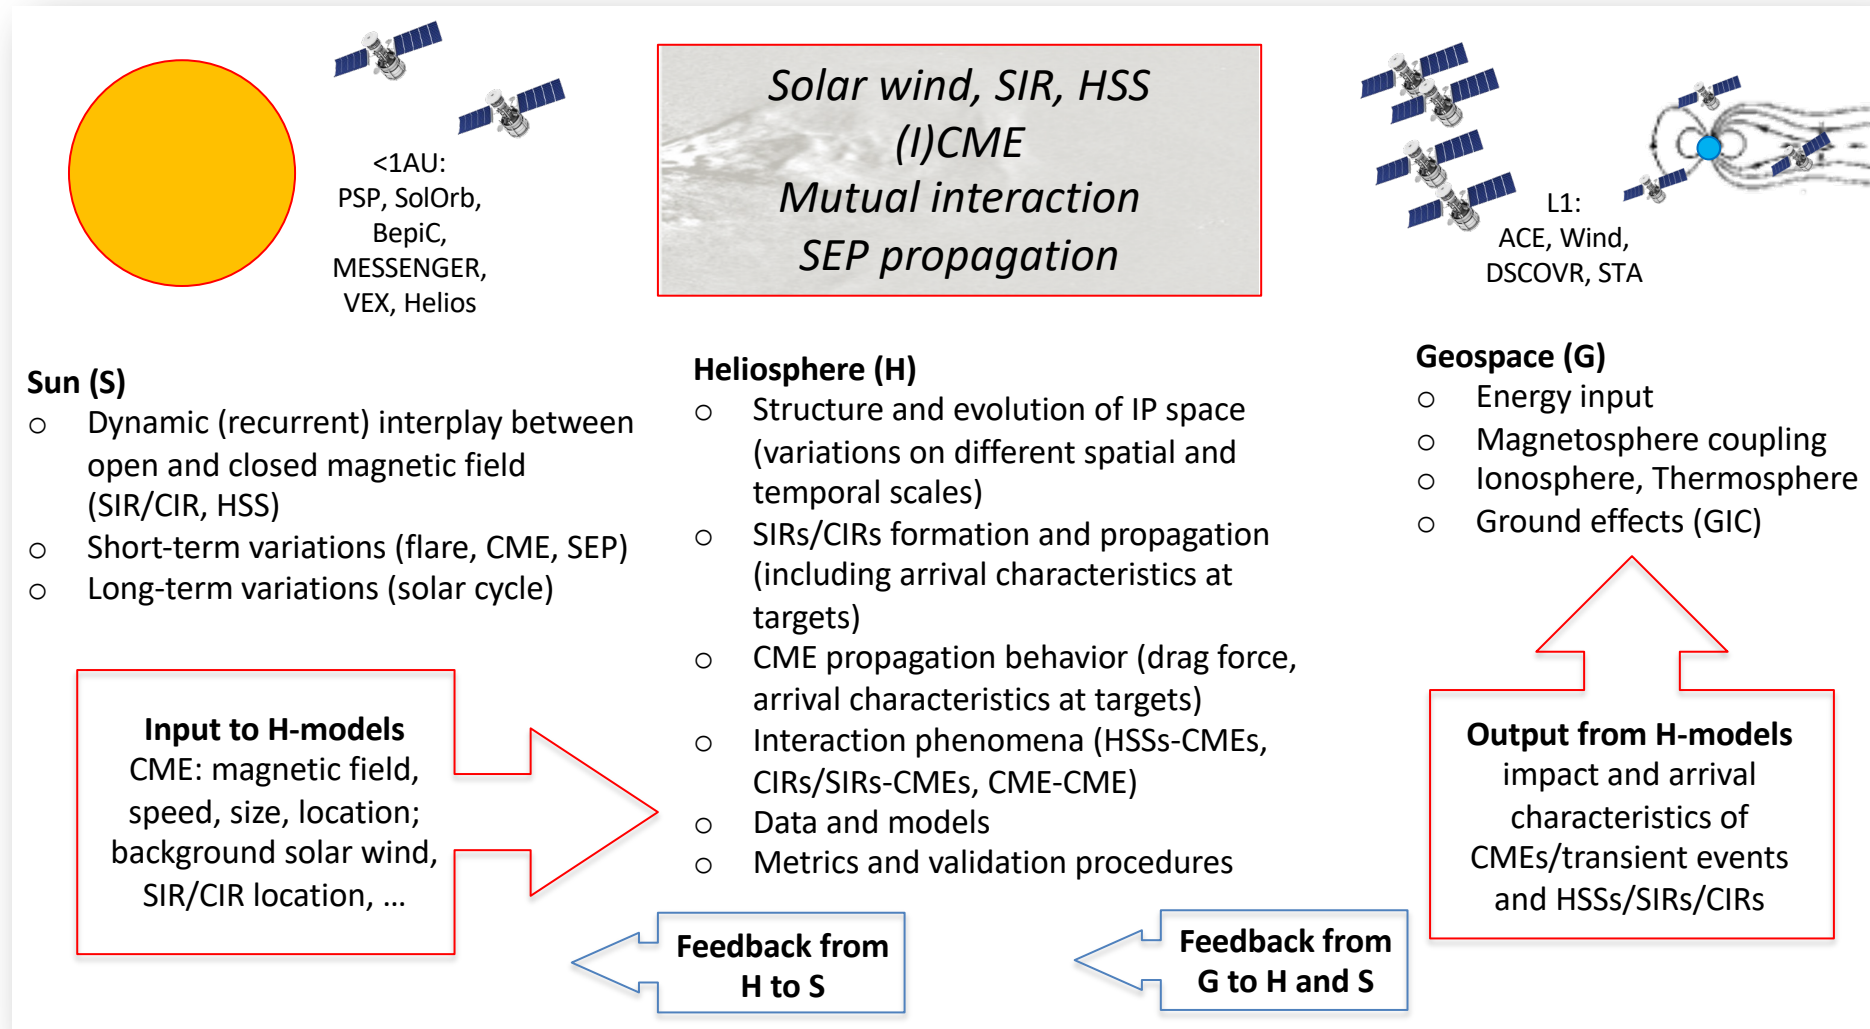 <1AU:
PSP, SolOrb,
BepiC,
MESSENGER,
VEX, Helios
Solar wind, SIR, HSS
(I)CME
Mutual interaction
SEP propagation
L1:
ACE, Wind,
DSCOVR, STA
Sun (S)
o Dynamic (recurrent) interplay between
open and closed magnetic field
(SIR/CIR, HSS)
o Short-term variations (flare, CME, SEP)
o Long-term variations (solar cycle)
Input to H-models
CME: magnetic field,
speed, size, location;
background solar wind,
SIR/CIR location, ...
Heliosphere (H)
o Structure and evolution of IP space
(variations on different spatial and
temporal scales)
o SIRs/CIRs formation and propagation
(including arrival characteristics at
targets)
o CME propagation behavior (drag force,
arrival characteristics at targets)
o Interaction phenomena (HSSs-CMEs,
CIRs/SIRs-CMEs, CME-CME)
o Data and models
o Metrics and validation procedures
Geospace (G)
o Energy input
o Magnetosphere coupling
o Ionosphere, Thermosphere
o Ground effects (GIC)
Output from H-models
impact and arrival
characteristics of
CMEs/transient events
and HSSs/SIRs/CIRs
Feedback from
H to S
Feedback from
G to H and S